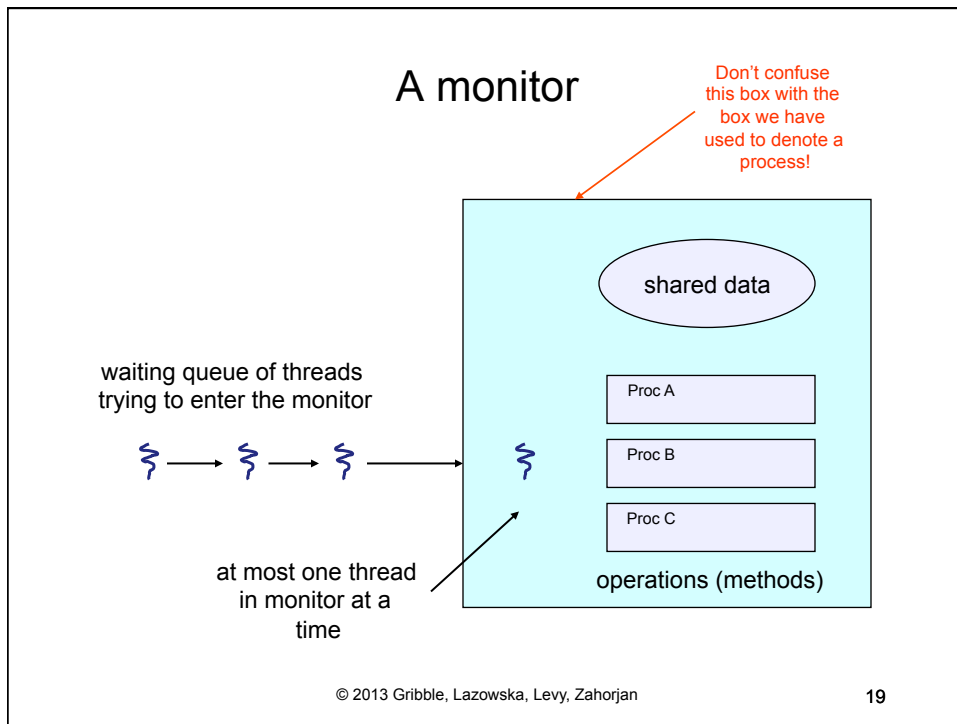 A monitor
Don't confuse
this box with the
box we have
used to denote a
process!
shared data
waiting queue of threads
trying to enter the monitor
Proc A
Proc B
Proc C
at most one thread
in monitor at a
time
operations (methods)
© 2013 Gribble, Lazowska, Levy, Zahorjan
19